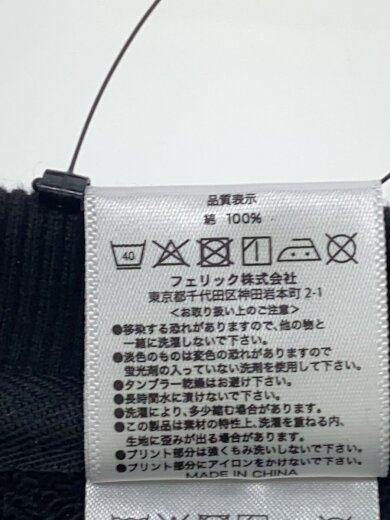 品質表示
綿 100%
40
フェリック株式会社
東京都千代田区神田岩本町 2-1
＜お取り扱い上のご注意＞
●移染する恐れがありますので、他の物と
一緒に洗濯しないで下さい。
●淡色のものは変色の恐れがありますので
蛍光剤の入っていない洗剤を使用して下さい。
●タンブラー乾燥はお避け下さい。
●長時間水に漬けないで下さい。
●洗濯により、多少縮む場合があります。
●この製品は素材の特性上、洗濯を重ねる内、
生地に歪みが出る場合があります。
●プリント部分は強くもみ洗いしないで下さい。
●プリント部分にアイロンをかけないで下さい。
MADE IN CHINA